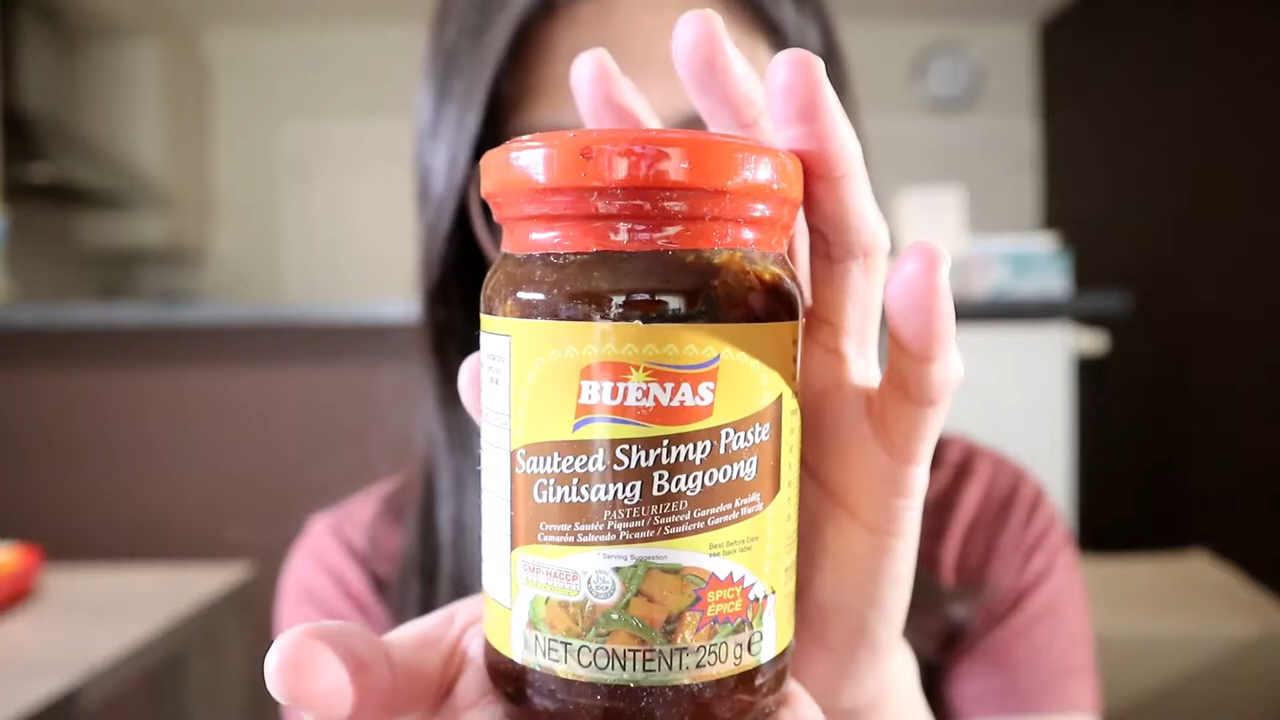 BUENAS
Sauteed Shrimp Paste
Ginisang Bagoong
PASTEURIZED
Crevette Sautée Piquant / Sauteed Garnelen Kruidig
Camarón Salteado Picante / Sautierte Garnele Wurzig
Best Before Date
see back label
* Serving Suggestion
GMP•HACCP
SPICY
ÉPICÉ
NET CONTENT: 250 g e